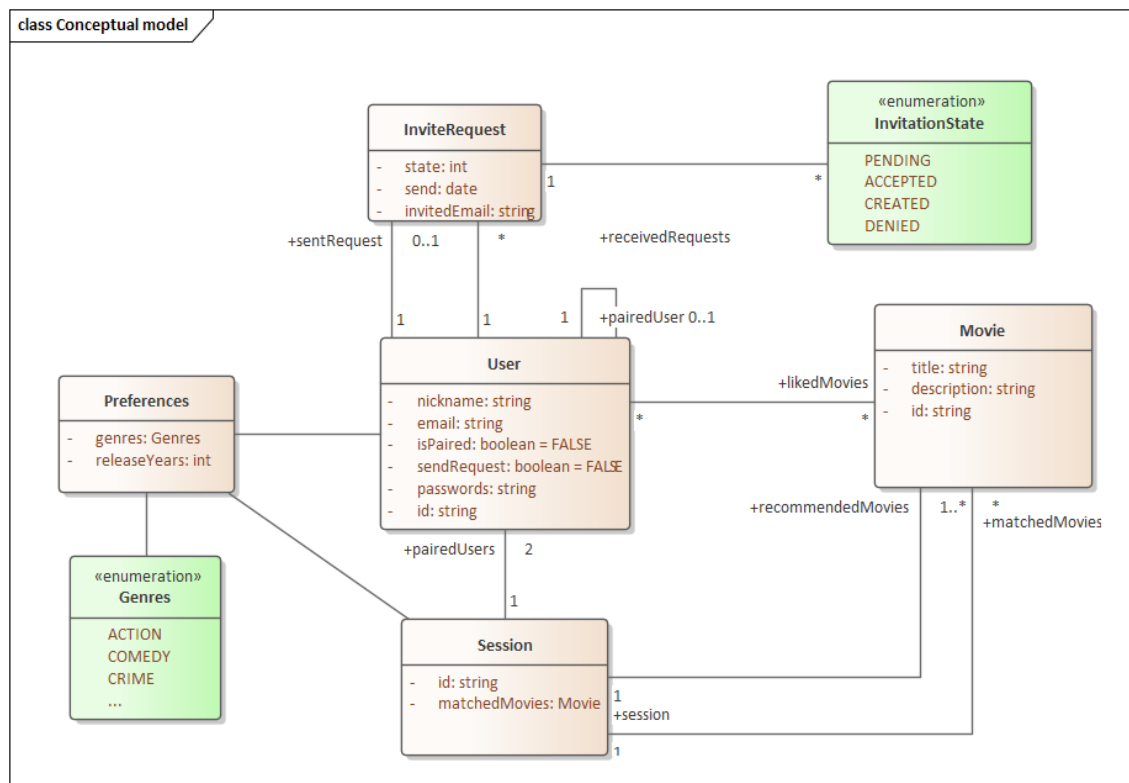 class Conceptual model
InviteRequest
- state: int
- send: date
- invitedEmail: string
«enumeration»
InvitationState
PENDING
ACCEPTED
CREATED
DENIED
1
*
+sentRequest
0..1
*
+receivedRequests
1
1
1
+pairedUser 0..1
User
- nickname: string
- email: string
- isPaired: boolean = FALSE
- sendRequest: boolean = FALSE
- passwords: string
- id: string
Movie
- title: string
- description: string
- id: string
+likedMovies
*
*
Preferences
- genres: Genres
- releaseYears: int
+recommendedMovies
1..*
*
+matchedMovies
+pairedUsers
2
1
«enumeration»
Genres
ACTION
COMEDY
CRIME
...
Session
- id: string
- matchedMovies: Movie
1
+session
1